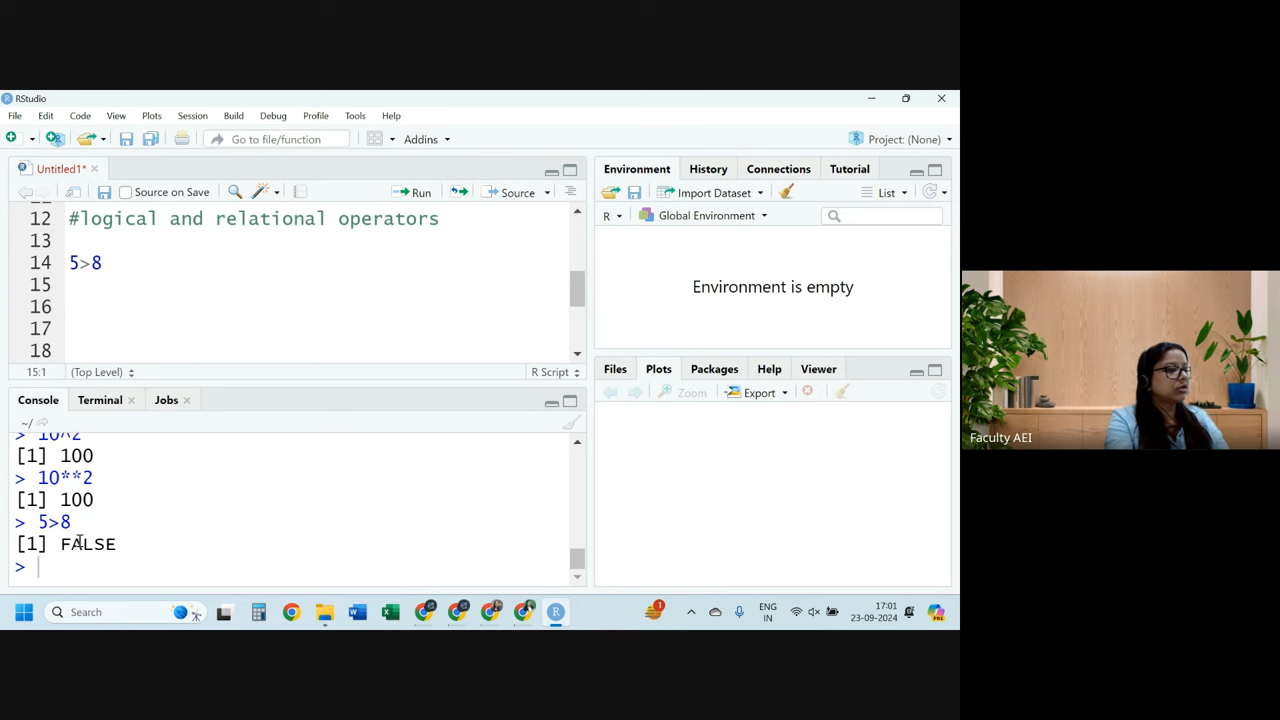 RStudio
File Edit Code View Plots Session Build Debug Profile Tools Help
Go to file/function
Addins
Project: (None)
Untitled1*
Source on Save
Run
Source
12 #logical and relational operators
13
14 5>8
15
16
17
18
15:1 (Top Level) R Script
Console Terminal Jobs
~/
> 10^2
[1] 100
> 10**2
[1] 100
> 5>8
[1] FALSE
>
Environment History Connections Tutorial
Import Dataset
List
R Global Environment
Environment is empty
Files Plots Packages Help Viewer
Zoom Export
Faculty AEI
Search
1
ENG
IN
17:01
23-09-2024